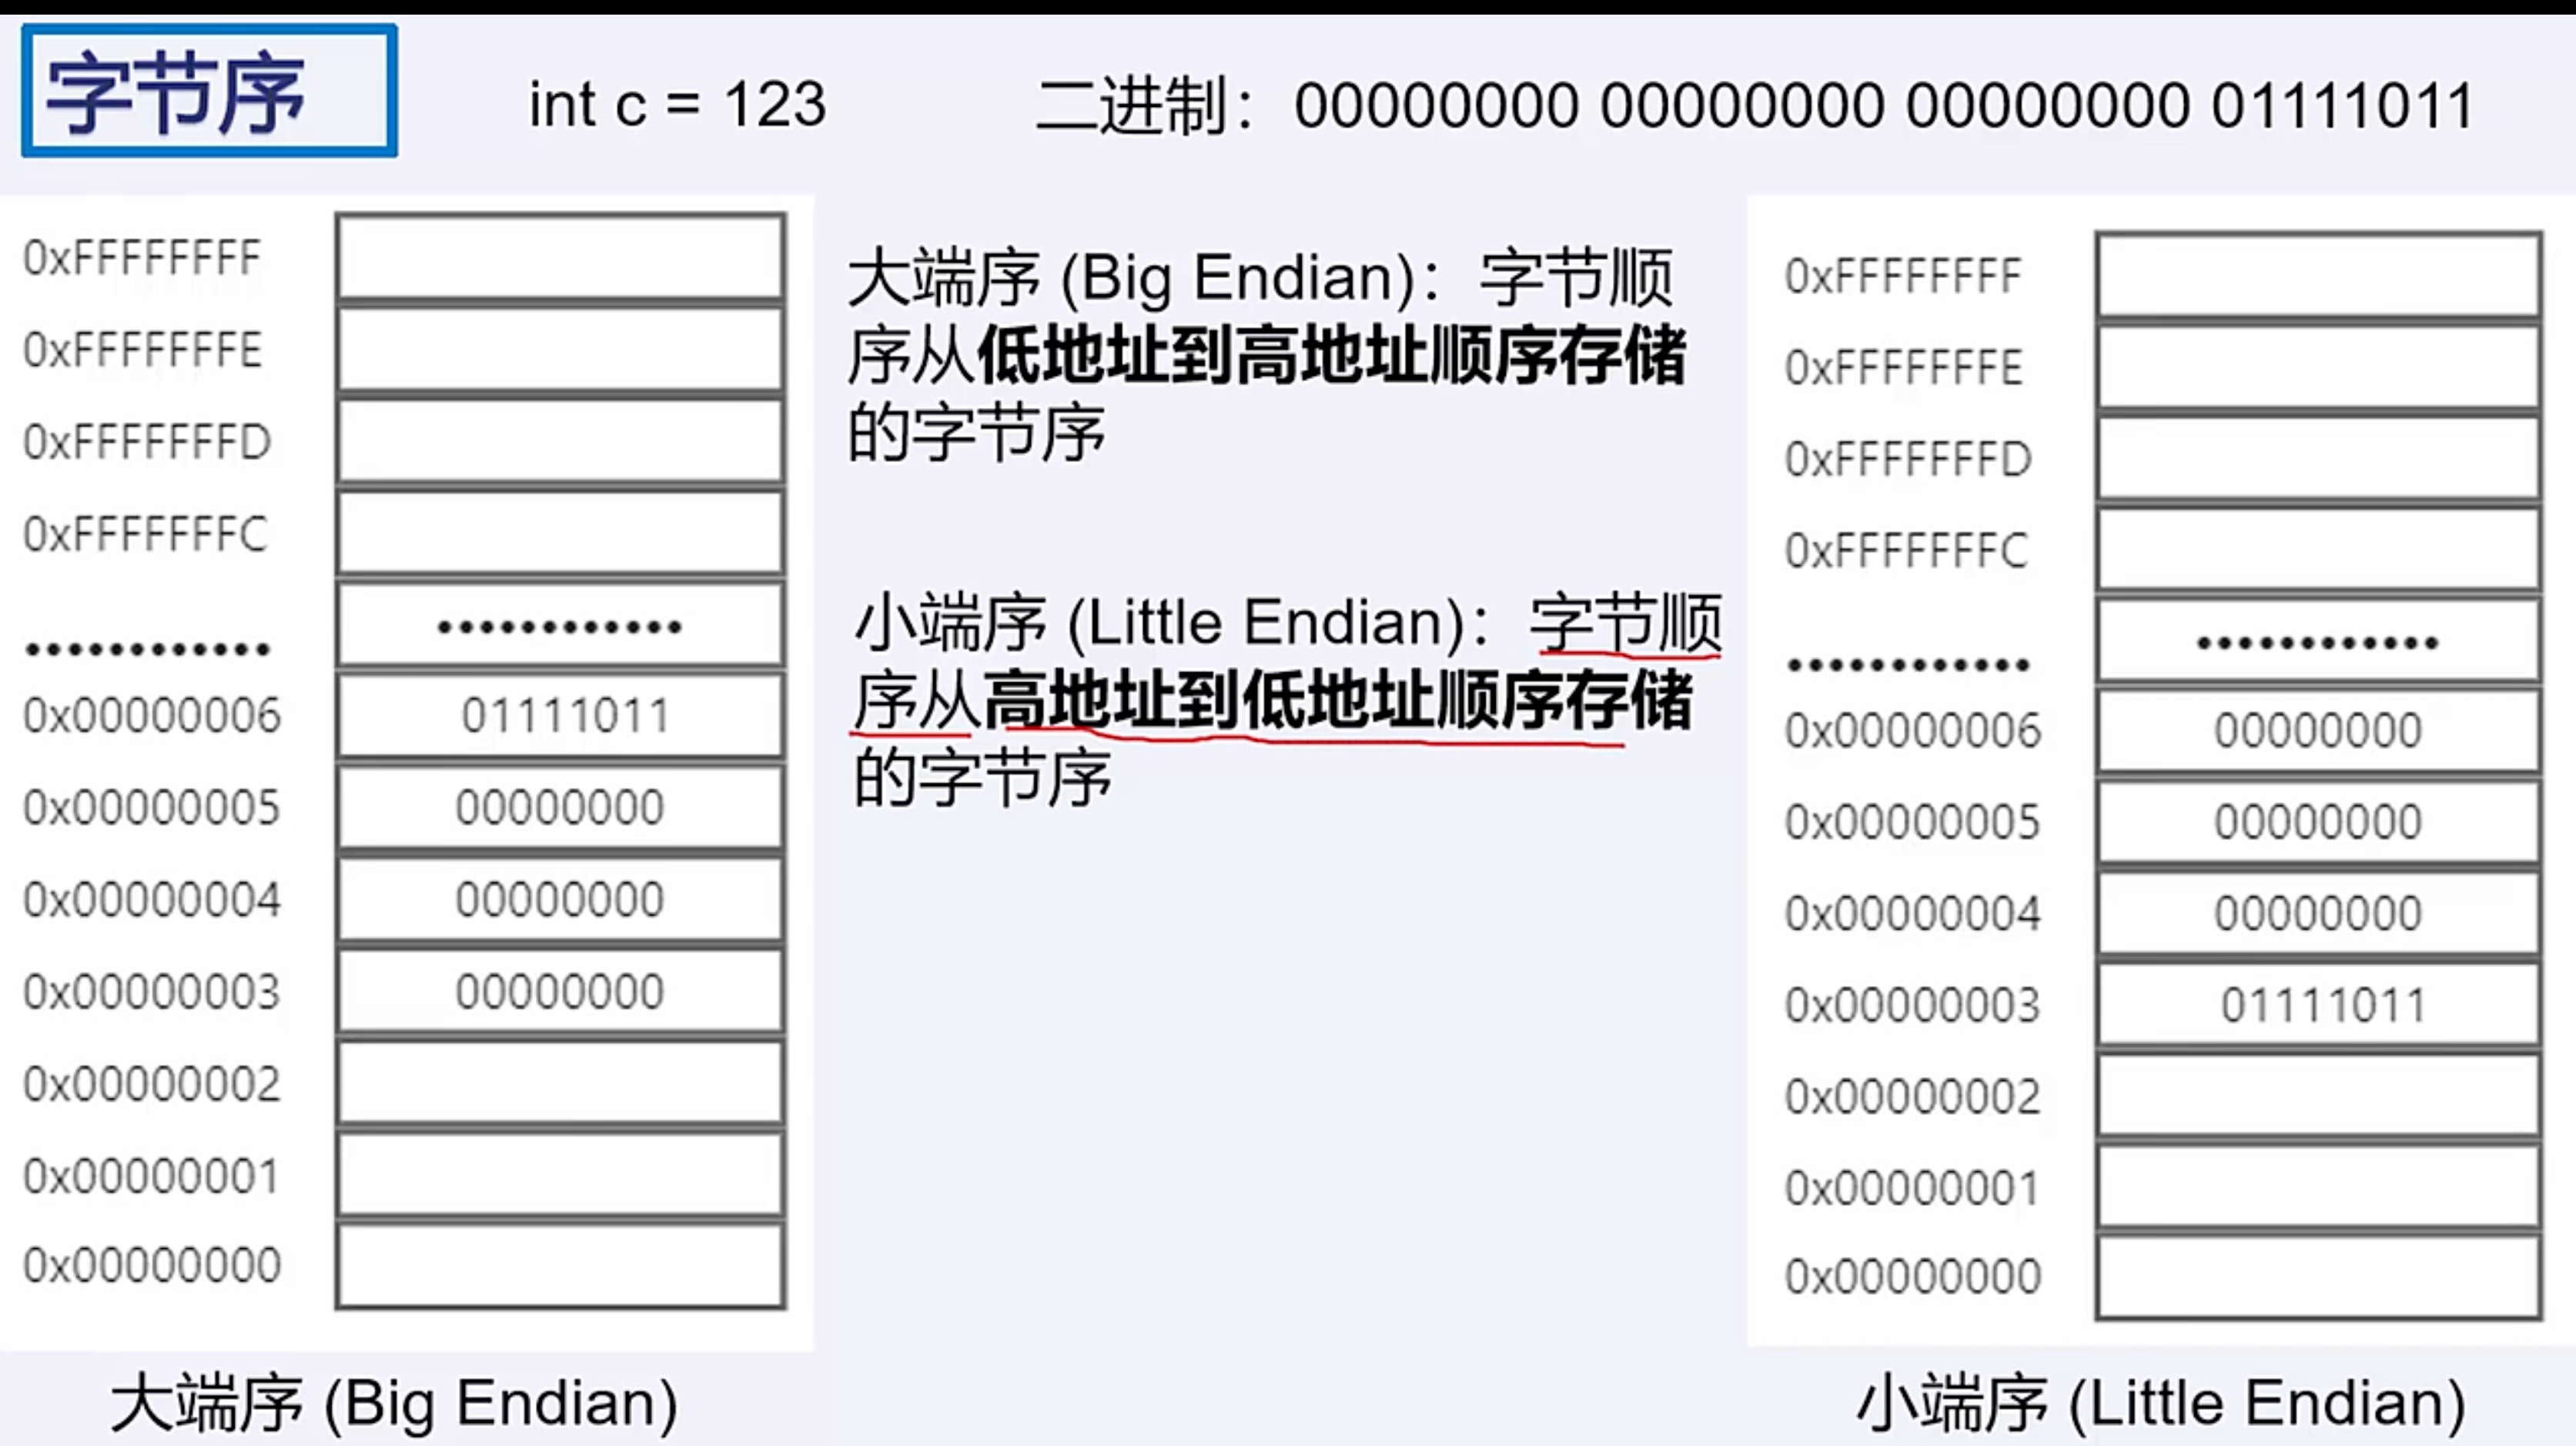 字节序
int c = 123
二进制：00000000 00000000 00000000 01111011
0xFFFFFFFF
0xFFFFFFFE
0xFFFFFFFD
0xFFFFFFFC
•••••••••••• ••••••••••••
0x00000006 01111011
0x00000005 00000000
0x00000004 00000000
0x00000003 00000000
0x00000002
0x00000001
0x00000000
大端序 (Big Endian)
大端序 (Big Endian)：字节顺
序从低地址到高地址顺序存储
的字节序
小端序 (Little Endian)：字节顺
序从高地址到低地址顺序存储
的字节序
0xFFFFFFFF
0xFFFFFFFE
0xFFFFFFFD
0xFFFFFFFC
•••••••••••• ••••••••••••
0x00000006 00000000
0x00000005 00000000
0x00000004 00000000
0x00000003 01111011
0x00000002
0x00000001
0x00000000
小端序 (Little Endian)